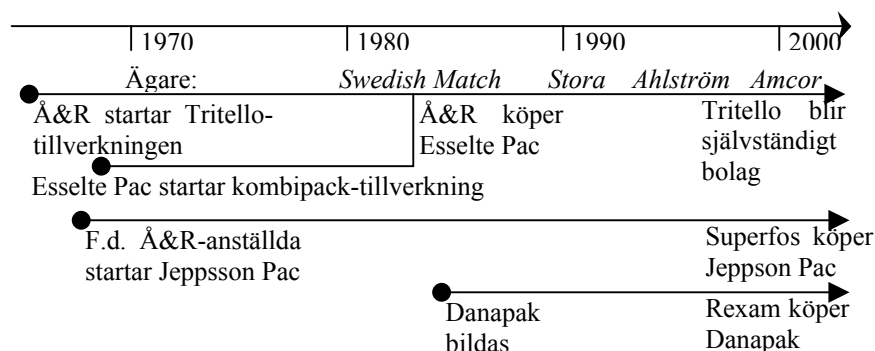 1970 1980 1990 2000
Ägare: Swedish Match Stora Ahlström Amcor
Å&R startar Tritello-
tillverkningen
Å&R köper
Esselte Pac
Tritello blir
självständigt
bolag
Esselte Pac startar kombipack-tillverkning
F.d. Å&R-anställda
startar Jeppsson Pac
Superfos köper
Jeppson Pac
Danapak
bildas
Rexam köper
Danapak